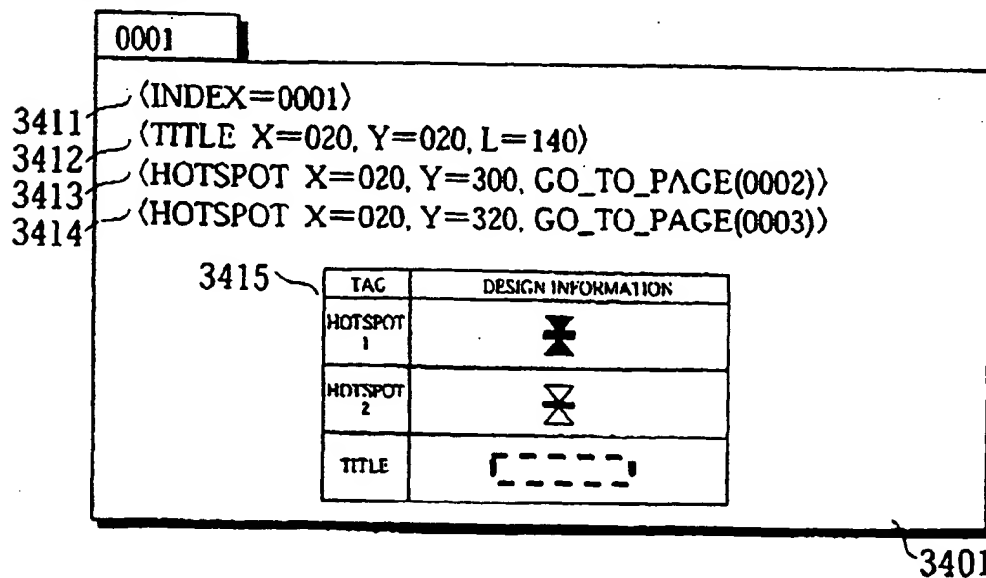 0001
3411 〈INDEX=0001〉
3412 〈TITLE X=020, Y=020, L=140〉
3413 〈HOTSPOT X=020, Y=300, GO_TO_PAGE(0002)〉
3414 〈HOTSPOT X=020, Y=320, GO_TO_PAGE(0003)〉
3415
TAG DESIGN INFORMATION
HOTSPOT
1
HOTSPOT
2
TITLE
3401